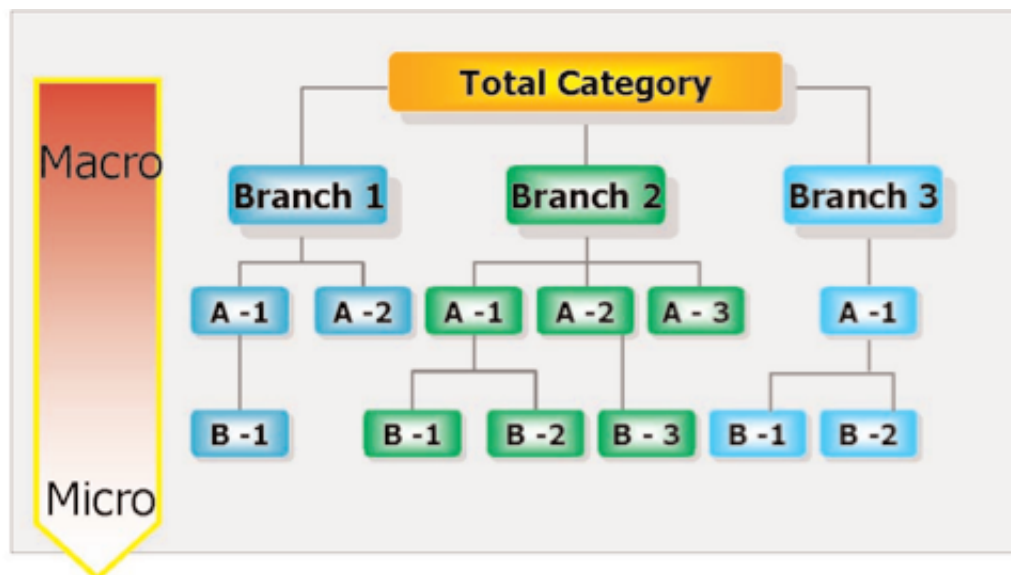 Total Category
Macro
Branch 1
Branch 2
Branch 3
A -1
A -2
A -1
A -2
A - 3
A -1
B -1
B -1
B -2
B - 3
B -1
B -2
Micro